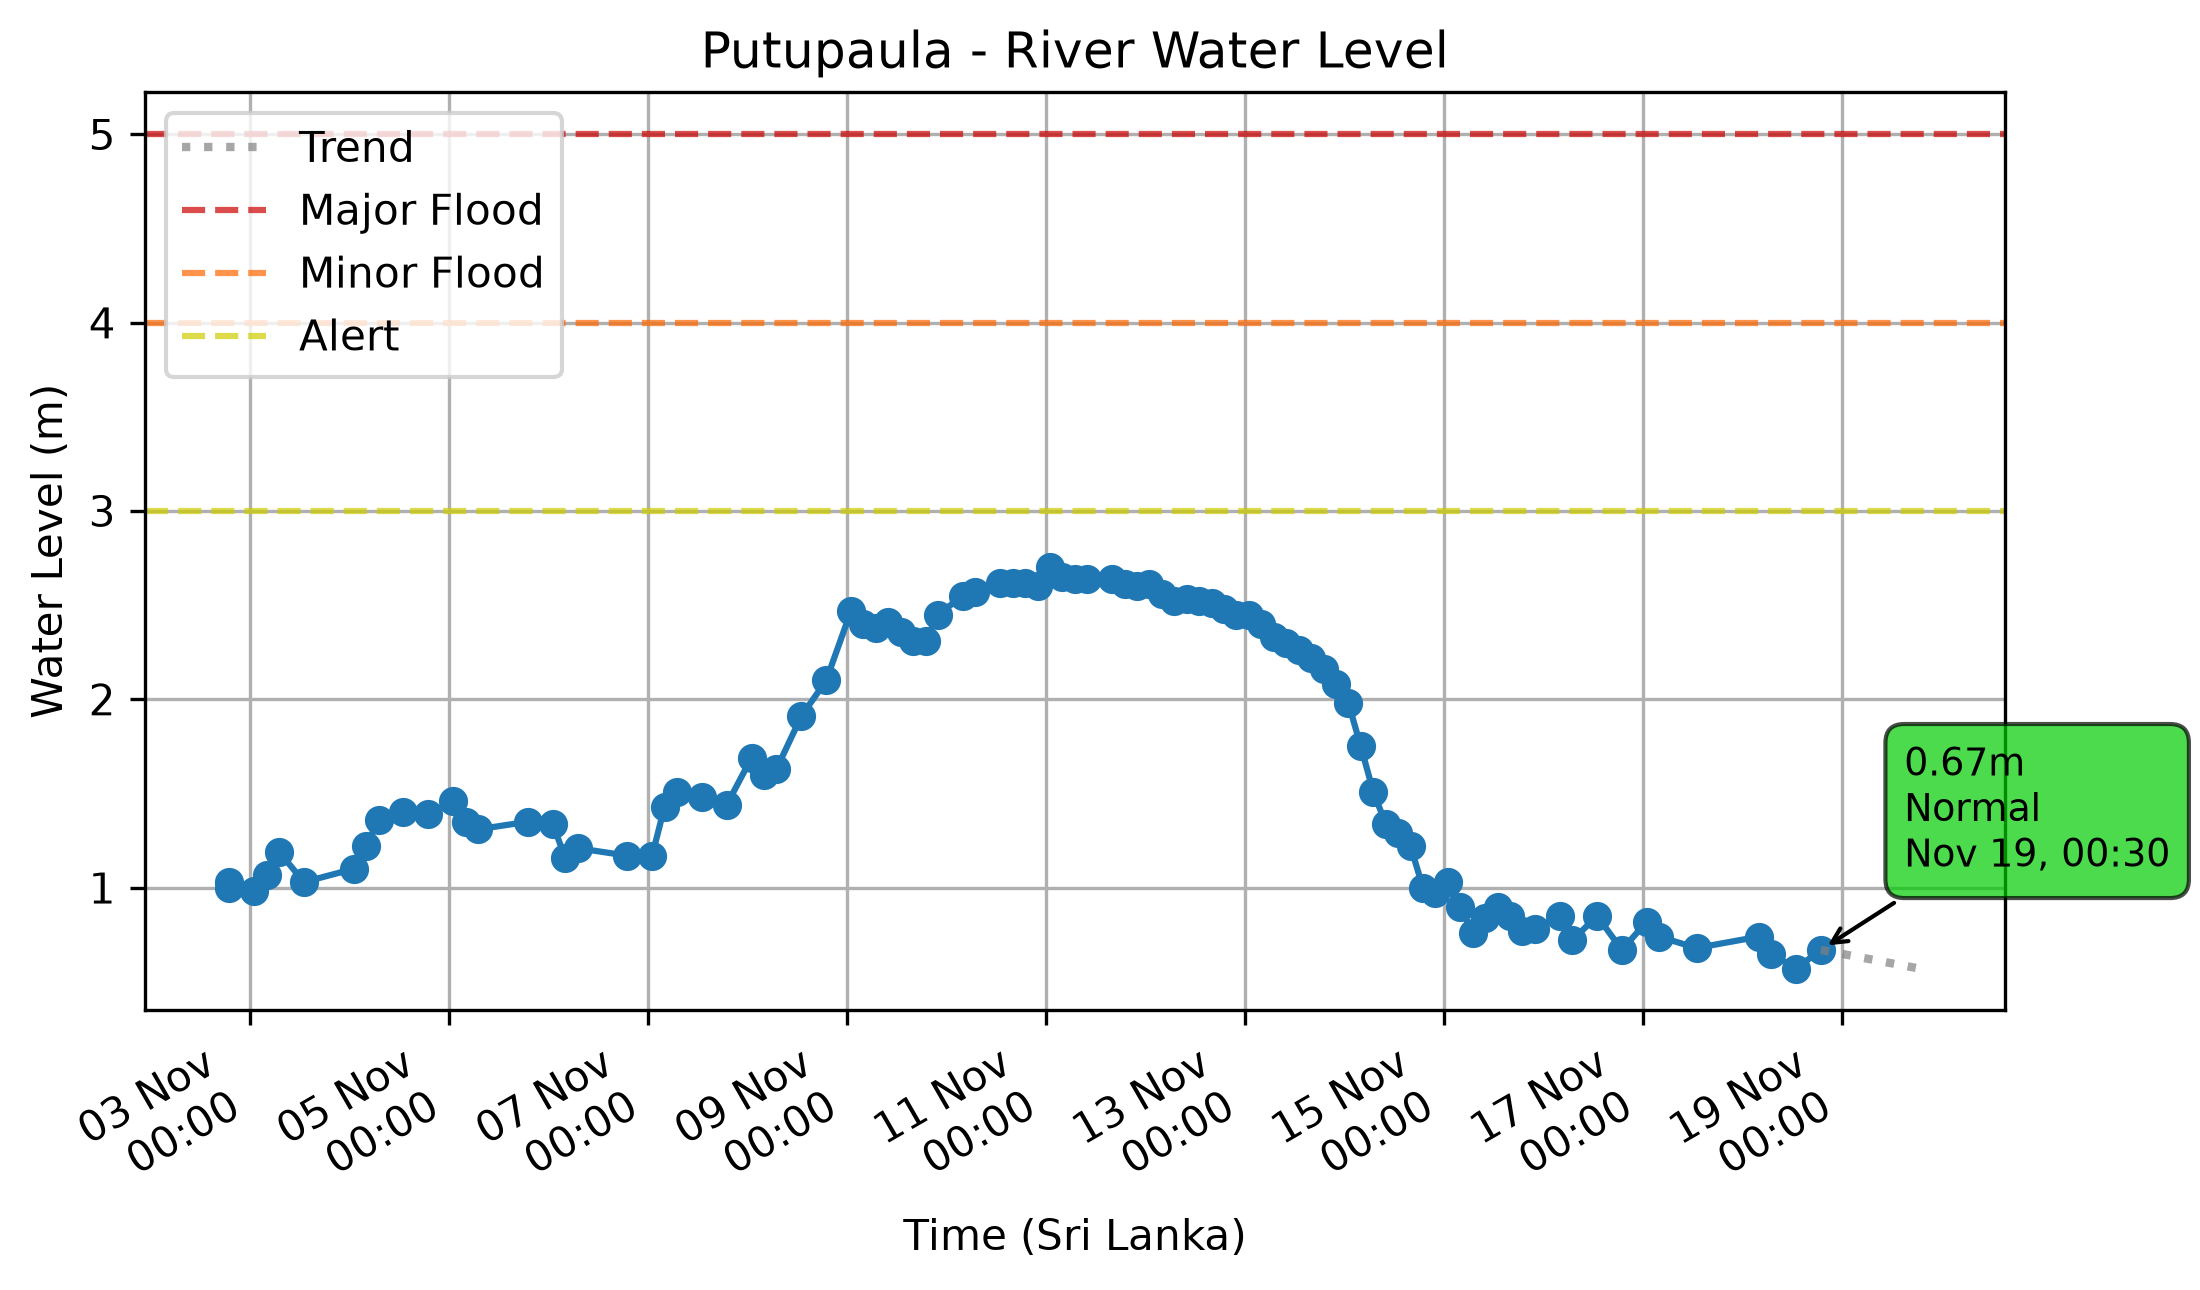 Putupaula - River Water Level
Trend
Major Flood
Minor Flood
Alert
5
4
3
2
1
Water Level (m)
0.67m
Normal
Nov 19, 00:30
03 Nov
00:00
05 Nov
00:00
07 Nov
00:00
09 Nov
00:00
11 Nov
00:00
13 Nov
00:00
15 Nov
00:00
17 Nov
00:00
19 Nov
00:00
Time (Sri Lanka)